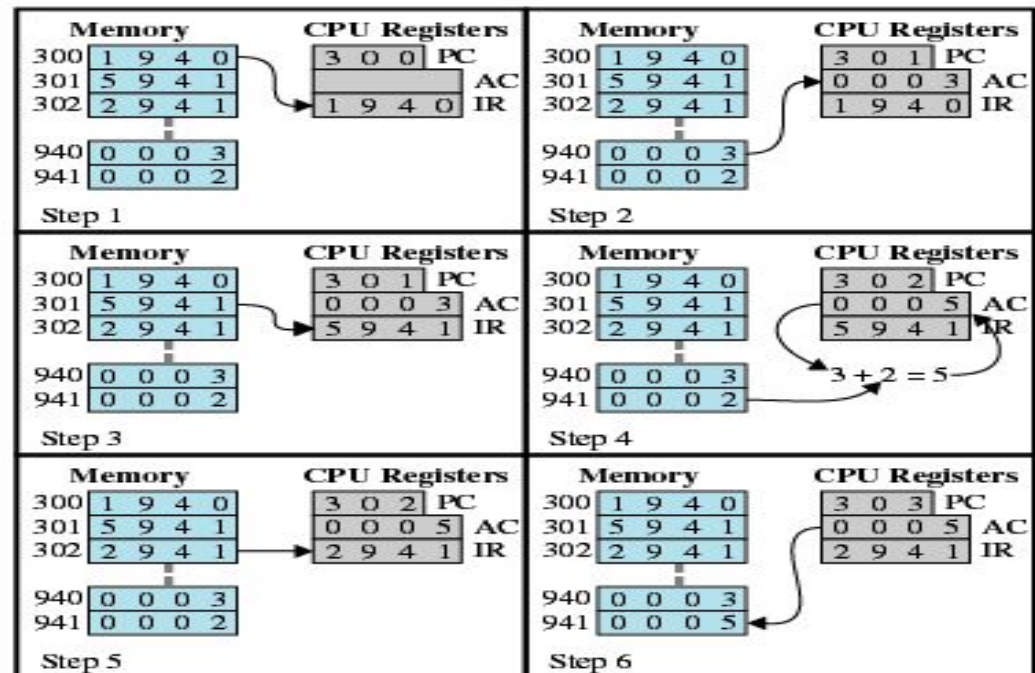 Memory CPU Registers
300 1 9 4 0 3 0 0 PC
301 5 9 4 1 AC
302 2 9 4 1 1 9 4 0 IR
940 0 0 0 3
941 0 0 0 2
Step 1
Memory CPU Registers
300 1 9 4 0 3 0 1 PC
301 5 9 4 1 0 0 0 3 AC
302 2 9 4 1 1 9 4 0 IR
940 0 0 0 3
941 0 0 0 2
Step 2
Memory CPU Registers
300 1 9 4 0 3 0 1 PC
301 5 9 4 1 0 0 0 3 AC
302 2 9 4 1 5 9 4 1 IR
940 0 0 0 3
941 0 0 0 2
Step 3
Memory CPU Registers
300 1 9 4 0 3 0 2 PC
301 5 9 4 1 0 0 0 5 AC
302 2 9 4 1 5 9 4 1 IR
940 0 0 0 3 3 + 2 = 5
941 0 0 0 2
Step 4
Memory CPU Registers
300 1 9 4 0 3 0 2 PC
301 5 9 4 1 0 0 0 5 AC
302 2 9 4 1 2 9 4 1 IR
940 0 0 0 3
941 0 0 0 2
Step 5
Memory CPU Registers
300 1 9 4 0 3 0 3 PC
301 5 9 4 1 0 0 0 5 AC
302 2 9 4 1 2 9 4 1 IR
940 0 0 0 3
941 0 0 0 5
Step 6